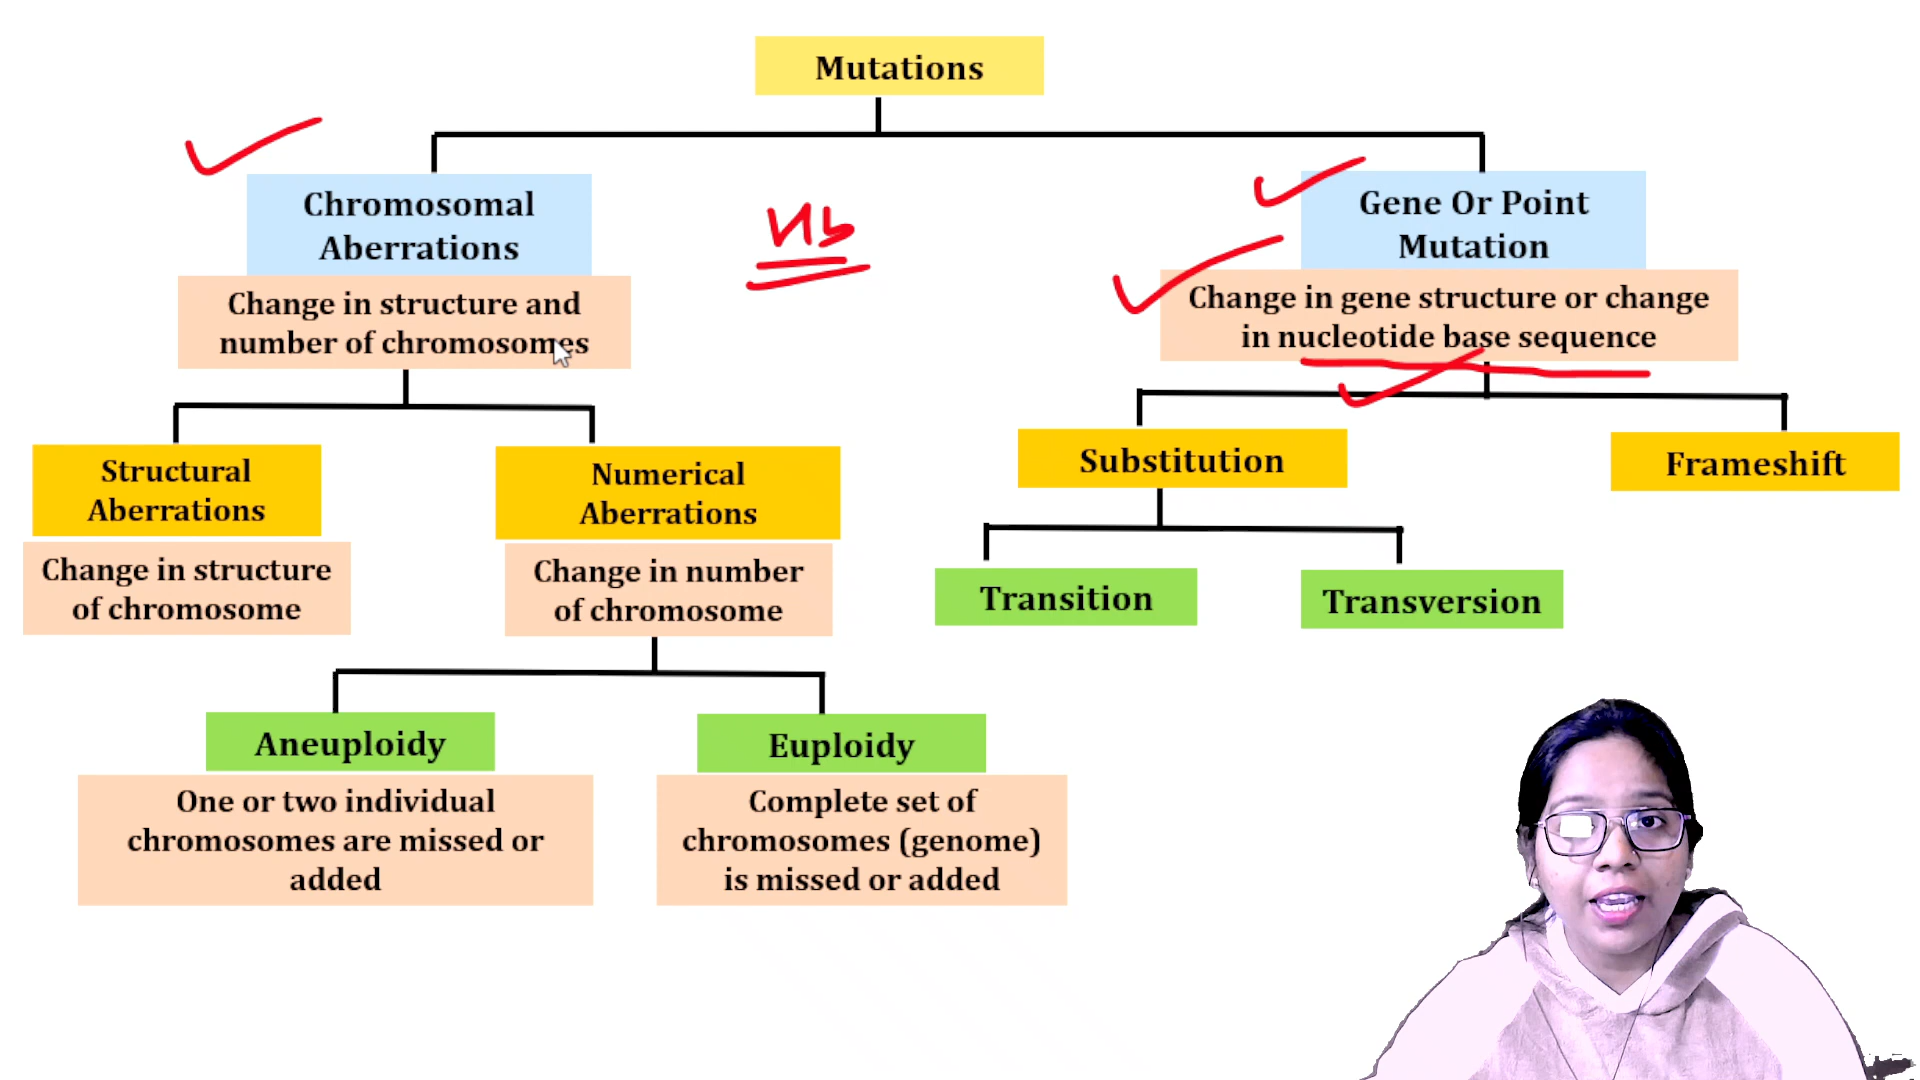 Mutations
Chromosomal
Aberrations
Change in structure and
number of chromosomes
Gene Or Point
Mutation
Change in gene structure or change
in nucleotide base sequence
Structural
Aberrations
Change in structure
of chromosome
Numerical
Aberrations
Change in number
of chromosome
Substitution
Frameshift
Transition
Transversion
Aneuploidy
One or two individual
chromosomes are missed or
added
Euploidy
Complete set of
chromosomes (genome)
is missed or added